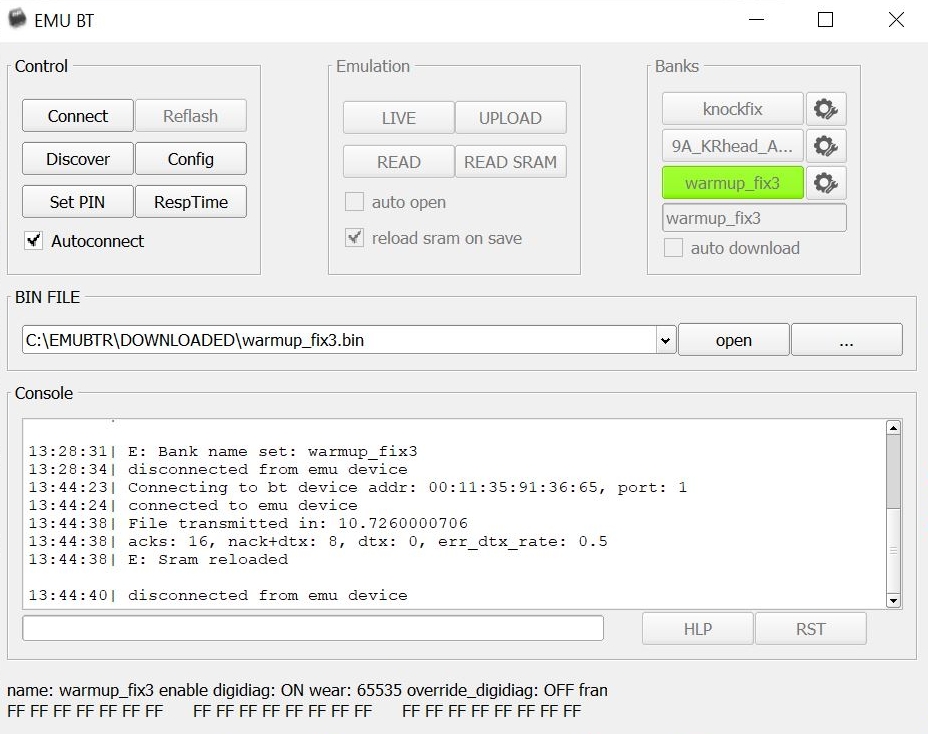 EMU BT
Control
Connect
Reflash
Discover
Config
Set PIN
RespTime
Autoconnect
Emulation
LIVE
UPLOAD
READ
READ SRAM
auto open
reload sram on save
Banks
knockfix
9A_KRhead_A...
warmup_fix3
warmup_fix3
auto download
BIN FILE
C:\EMUBTR\DOWNLOADED\warmup_fix3.bin
open
...
Console
13:28:31| E: Bank name set: warmup_fix3
13:28:34| disconnected from emu device
13:44:23| Connecting to bt device addr: 00:11:35:91:36:65, port: 1
13:44:24| connected to emu device
13:44:38| File transmitted in: 10.7260000706
13:44:38| acks: 16, nack+dtx: 8, dtx: 0, err_dtx_rate: 0.5
13:44:38| E: Sram reloaded
13:44:40| disconnected from emu device
HLP
RST
name: warmup_fix3 enable digidiag: ON wear: 65535 override_digidiag: OFF fran
FF FF FF FF FF FF FF FF FF FF FF FF FF FF FF FF FF FF FF FF FF FF FF